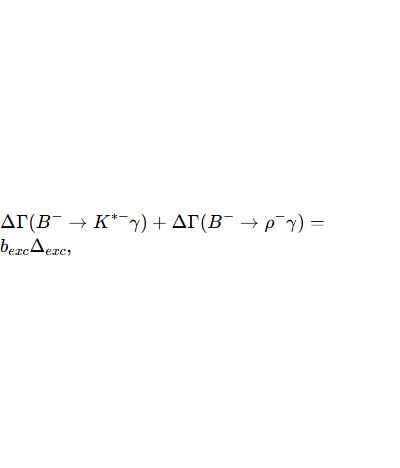 ΔΓ(B⁻ → K*⁻γ) + ΔΓ(B⁻ → ρ⁻γ) =
b_{exc}Δ_{exc},